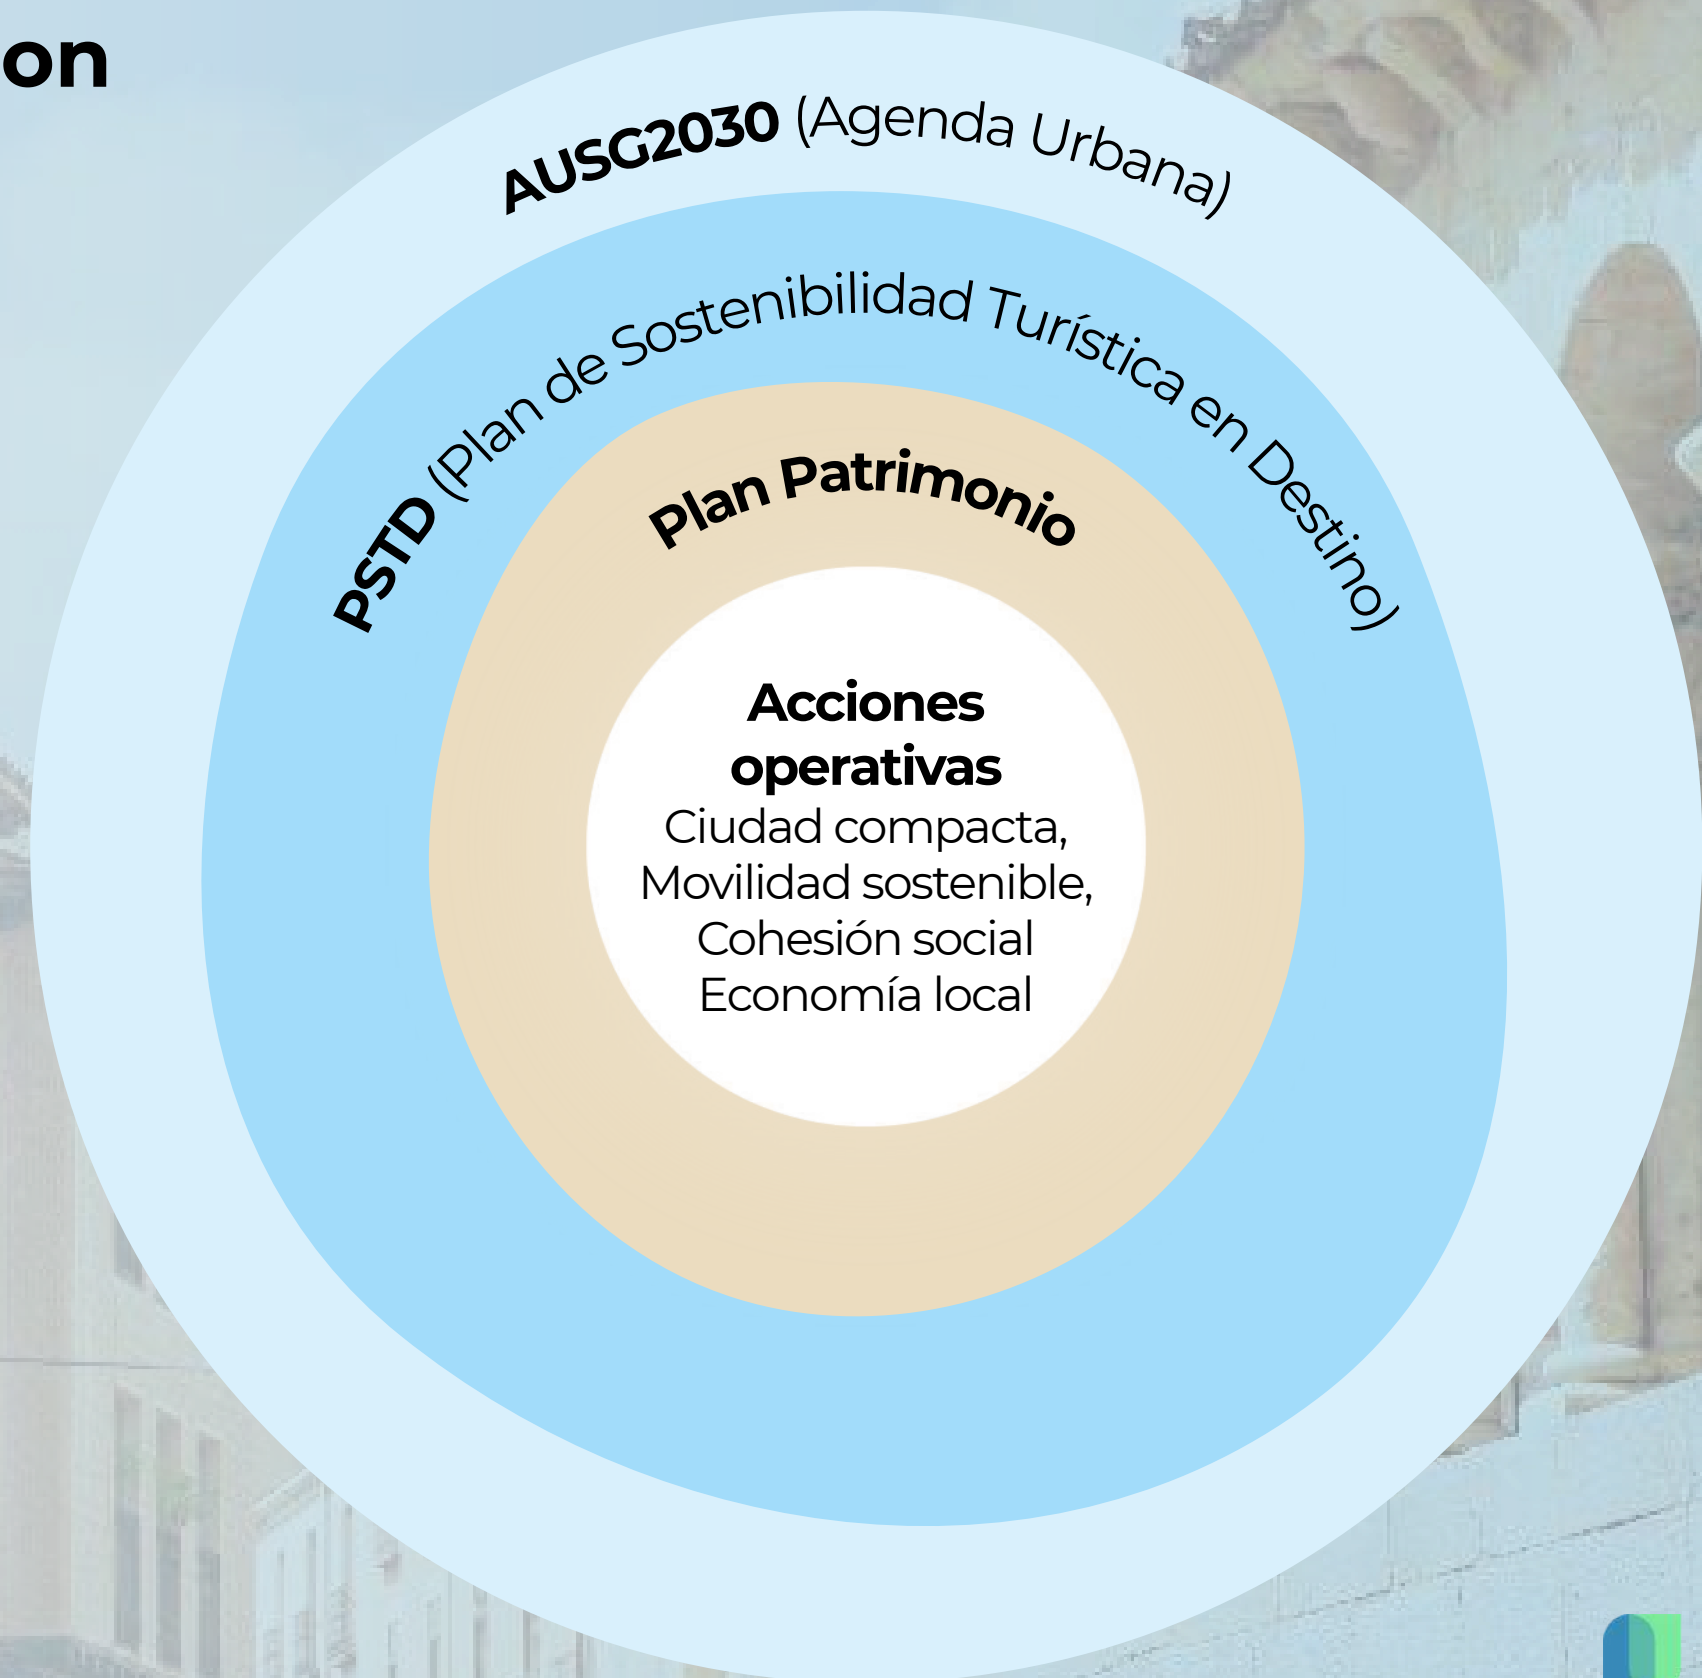 on
AUSG2030 (Agenda Urbana)
PSTD (Plan de Sostenibilidad Turística en Destino)
Plan Patrimonio
Acciones
operativas
Ciudad compacta,
Movilidad sostenible,
Cohesión social
Economía local